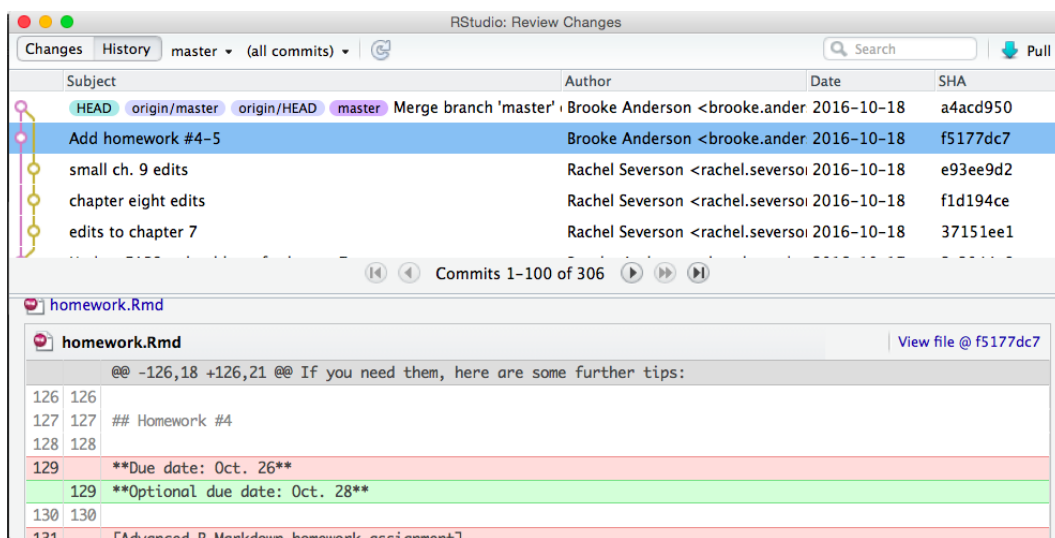 RStudio: Review Changes
Changes History master (all commits) Search Pull
Subject Author Date SHA
HEAD origin/master origin/HEAD master Merge branch 'master' Brooke Anderson <brooke.ander 2016-10-18 a4acd950
Add homework #4-5 Brooke Anderson <brooke.ander 2016-10-18 f5177dc7
small ch. 9 edits Rachel Severson <rachel.severso 2016-10-18 e93ee9d2
chapter eight edits Rachel Severson <rachel.severso 2016-10-18 f1d194ce
edits to chapter 7 Rachel Severson <rachel.severso 2016-10-18 37151ee1
Commits 1-100 of 306
homework.Rmd
homework.Rmd View file @ f5177dc7
@@ -126,18 +126,21 @@ If you need them, here are some further tips:
126 126
127 127 ## Homework #4
128 128
129 **Due date: Oct. 26**
129 **Optional due date: Oct. 28**
130 130
131 [Advanced R Markdown homework assignment]